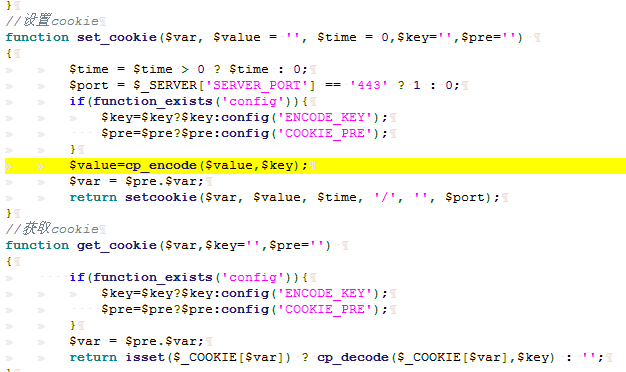 }
//设置cookie
function set_cookie($var, $value = '', $time = 0,$key='',$pre='')
{
$time = $time > 0 ? $time : 0;
$port = $_SERVER['SERVER_PORT'] == '443' ? 1 : 0;
if(function_exists('config')){
$key=$key?$key:config('ENCODE_KEY');
$pre=$pre?$pre:config('COOKIE_PRE');
}
$value=cp_encode($value,$key);
$var = $pre.$var;
return setcookie($var, $value, $time, '/', '', $port);
}
//获取cookie
function get_cookie($var,$key='',$pre='')
{
if(function_exists('config')){
$key=$key?$key:config('ENCODE_KEY');
$pre=$pre?$pre:config('COOKIE_PRE');
}
$var = $pre.$var;
return isset($_COOKIE[$var]) ? cp_decode($_COOKIE[$var],$key) : '';
}